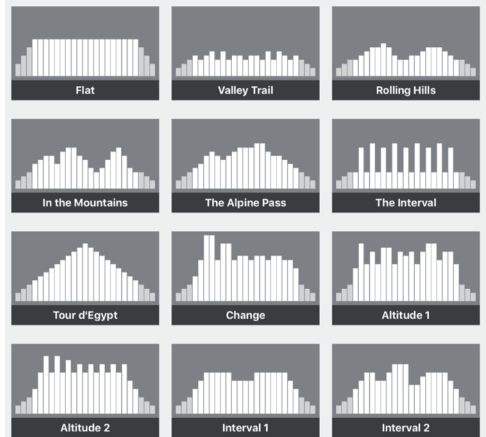 Flat
Valley Trail
Rolling Hills
In the Mountains
The Alpine Pass
The Interval
Tour d'Egypt
Change
Altitude 1
Altitude 2
Interval 1
Interval 2